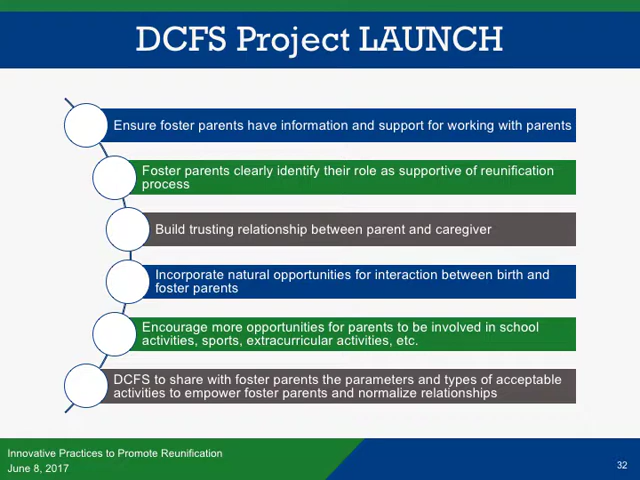 DCFS Project LAUNCH
Ensure foster parents have information and support for working with parents
Foster parents clearly identify their role as supportive of reunification
process
Build trusting relationship between parent and caregiver
Incorporate natural opportunities for interaction between birth and
foster parents
Encourage more opportunities for parents to be involved in school
activities, sports, extracurricular activities, etc.
DCFS to share with foster parents the parameters and types of acceptable
activities to empower foster parents and normalize relationships
Innovative Practices to Promote Reunification
June 8, 2017
32